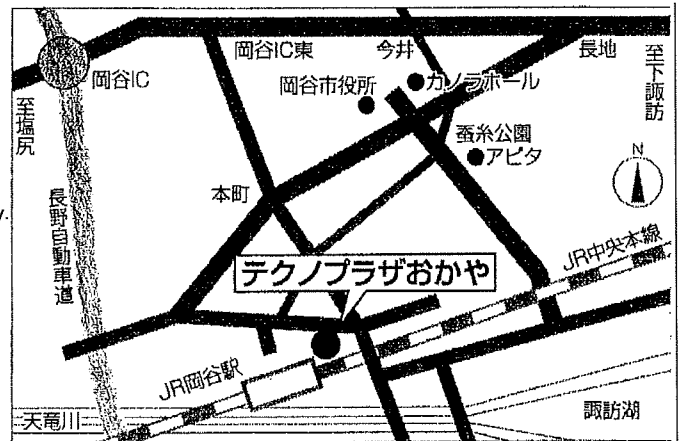 岡谷IC東
今井
長地
岡谷IC
岡谷市役所
カノラホール
至下諏訪
至塩尻
蚕糸公園
アピタ
N
本町
長野自動車道
テクノプラザおかや
JR中央本線
JR岡谷駅
天竜川
諏訪湖